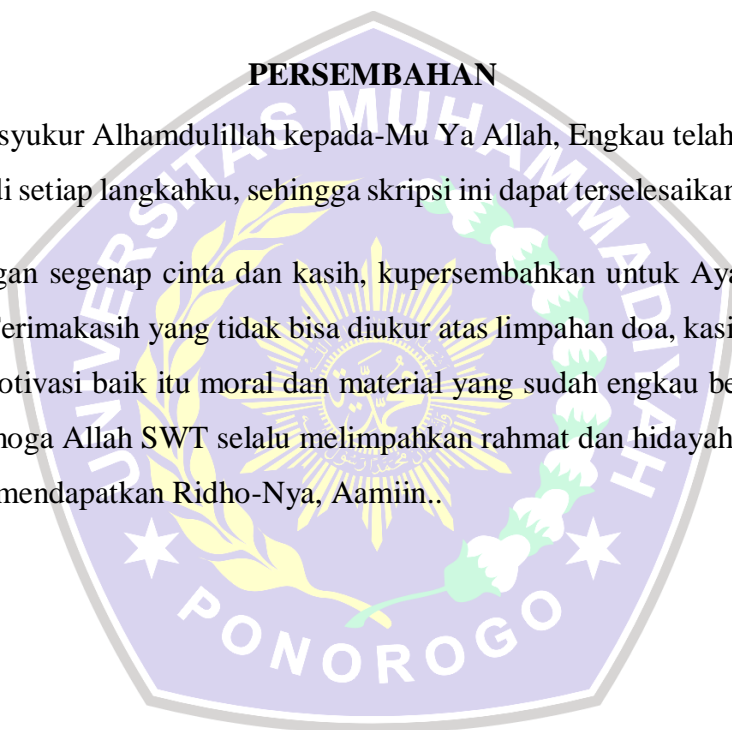 PERSEMBAHAN
syukur Alhamdulillah kepada-Mu Ya Allah, Engkau telah
di setiap langkahku, sehingga skripsi ini dapat terselesaikan
gan segenap cinta dan kasih, kupersembahkan untuk Aya
Terimakasih yang tidak bisa diukur atas limpahan doa, kasi
otivasi baik itu moral dan material yang sudah engkau be
noga Allah SWT selalu melimpahkan rahmat dan hidayah
mendapatkan Ridho-Nya, Aamiin..
UNIVERSITAS MUHAMMADIYAH
PONOROGO